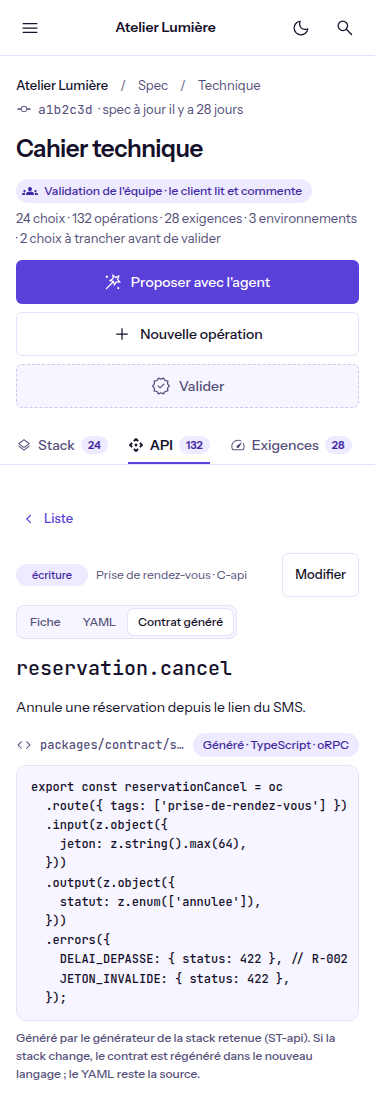 Atelier Lumière
Atelier Lumière / Spec / Technique
a1b2c3d · spec à jour il y a 28 jours
Cahier technique
Validation de l'équipe · le client lit et commente
24 choix · 132 opérations · 28 exigences · 3 environnements
· 2 choix à trancher avant de valider
Proposer avec l'agent
Nouvelle opération
Valider
Stack 24 API 132 Exigences 28
Liste
écriture Prise de rendez-vous · C-api Modifier
Fiche YAML Contrat généré
reservation.cancel
Annule une réservation depuis le lien du SMS.
packages/contract/s… Généré · TypeScript · oRPC
export const reservationCancel = oc
  .route({ tags: ['prise-de-rendez-vous'] })
  .input(z.object({
    jeton: z.string().max(64),
  }))
  .output(z.object({
    statut: z.enum(['annulee']),
  }))
  .errors({
    DELAI_DEPASSE: { status: 422 }, // R-002
    JETON_INVALIDE: { status: 422 },
  });
Généré par le générateur de la stack retenue (ST-api). Si la
stack change, le contrat est régénéré dans le nouveau
langage ; le YAML reste la source.